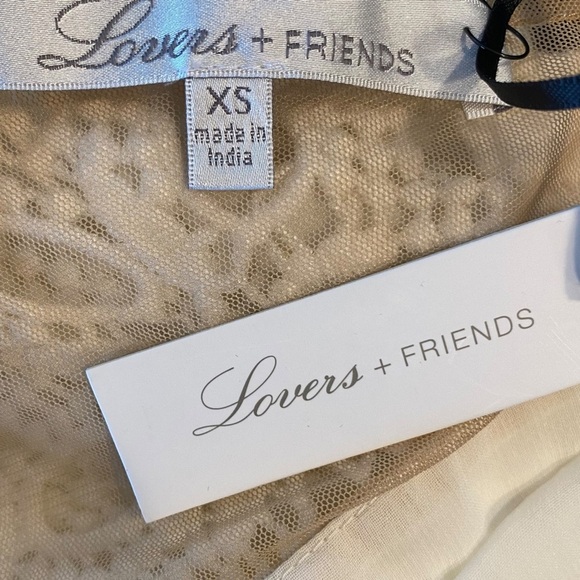 Lovers + FRIENDS
XS
made in
India
Lovers + FRIENDS